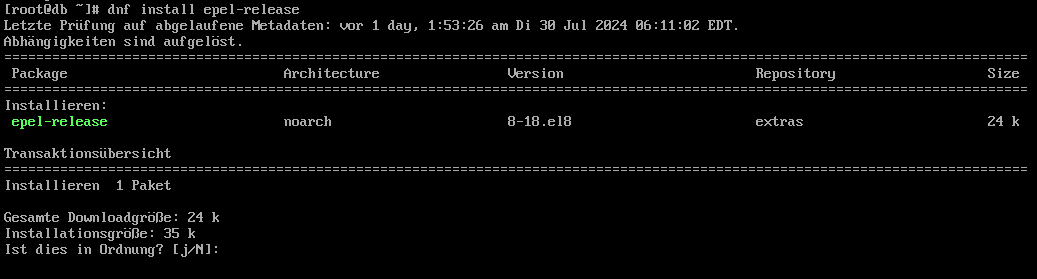 [root@db ~]# dnf install epel-release
Letzte Prüfung auf abgelaufene Metadaten: vor 1 day, 1:53:26 am Di 30 Jul 2024 06:11:02 EDT.
Abhängigkeiten sind aufgelöst.
================================================================================================================================
Package Architecture Version Repository Size
================================================================================================================================
Installieren:
epel-release noarch 8-18.el8 extras 24 k
Transaktionsübersicht
================================================================================================================================
Installieren  1 Paket
Gesamte Downloadgröße: 24 k
Installationsgröße: 35 k
Ist dies in Ordnung? [j/N]: